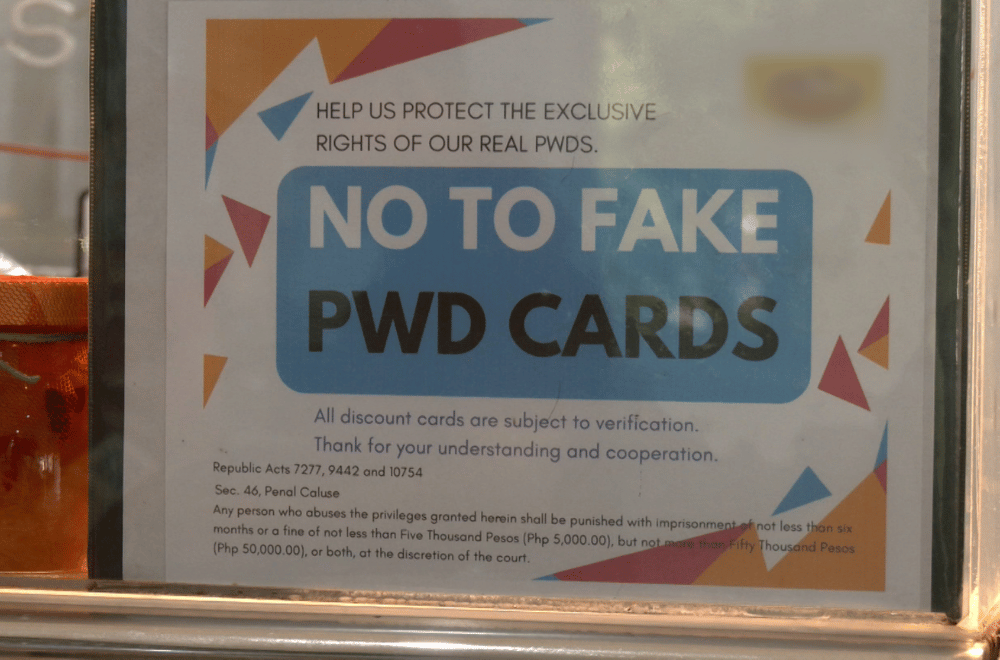 S
HELP US PROTECT THE EXCLUSIVE
RIGHTS OF OUR REAL PWDS.
NO TO FAKE
PWD CARDS
All discount cards are subject to verification.
Thank for your understanding and cooperation.
Republic Acts 7277, 9442 and 10754
Sec. 46, Penal Caluse
Any person who abuses the privileges granted herein shall be punished with imprisonment of not less than six
months or a fine of not less than Five Thousand Pesos (Php 5,000.00), but not more than Fifty Thousand Pesos
(Php 50,000.00), or both, at the discretion of the court.